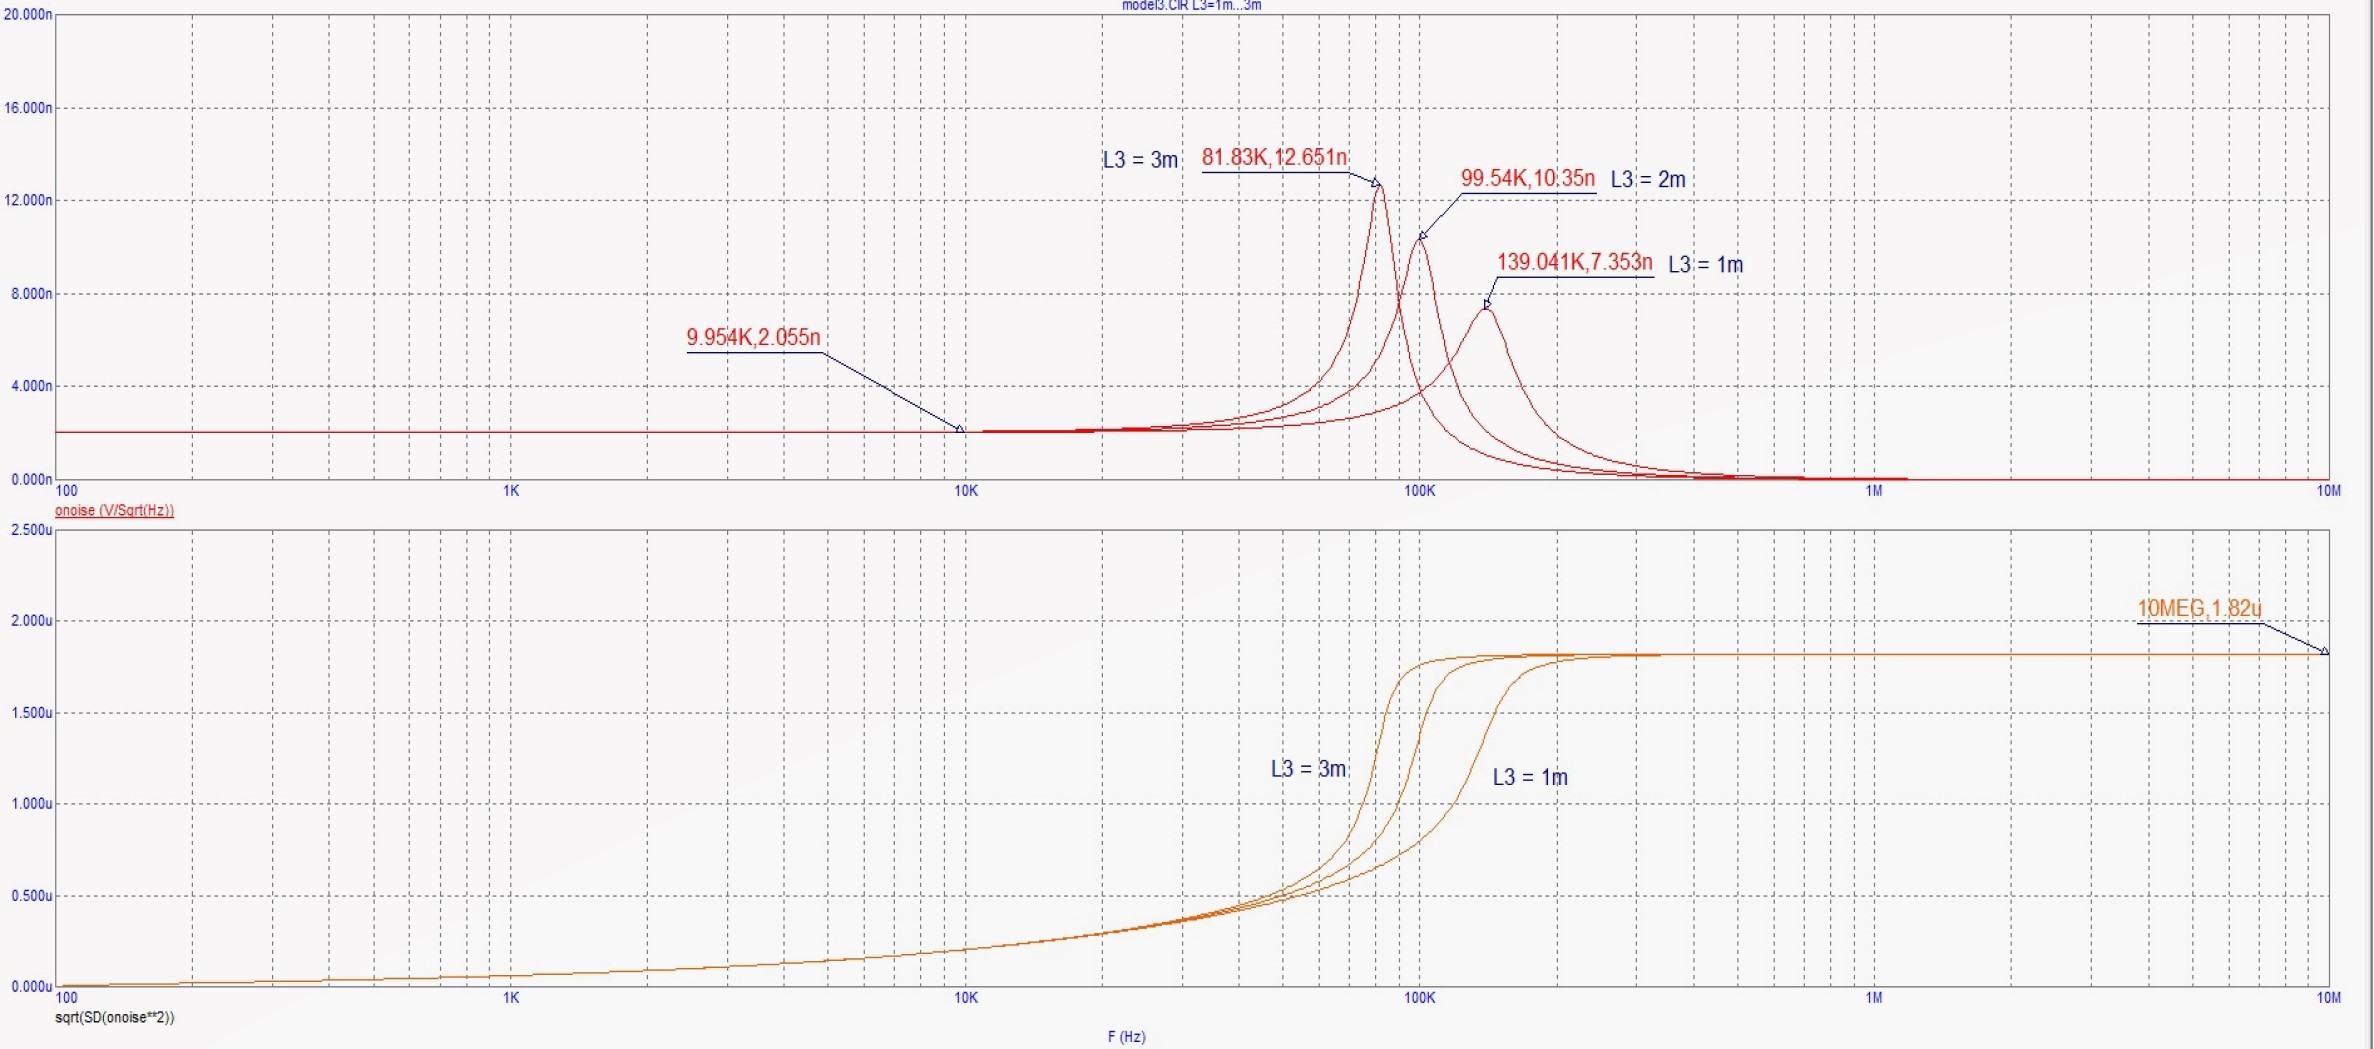 model3.CIR L3=1m...3m
20.000n
16.000n
L3 = 3m 81.83K,12.651n
99.54K,10.35n L3 = 2m
12.000n
139.041K,7.353n L3 = 1m
8.000n
9.954K,2.055n
4.000n
0.000n
100 1K 10K 100K 1M 10M
onoise (V/Sqrt(Hz))
2.500u
10MEG,1.82u
2.000u
1.500u
L3 = 3m L3 = 1m
1.000u
0.500u
0.000u
100 1K 10K 100K 1M 10M
sqrt(SD(onoise**2))
F (Hz)